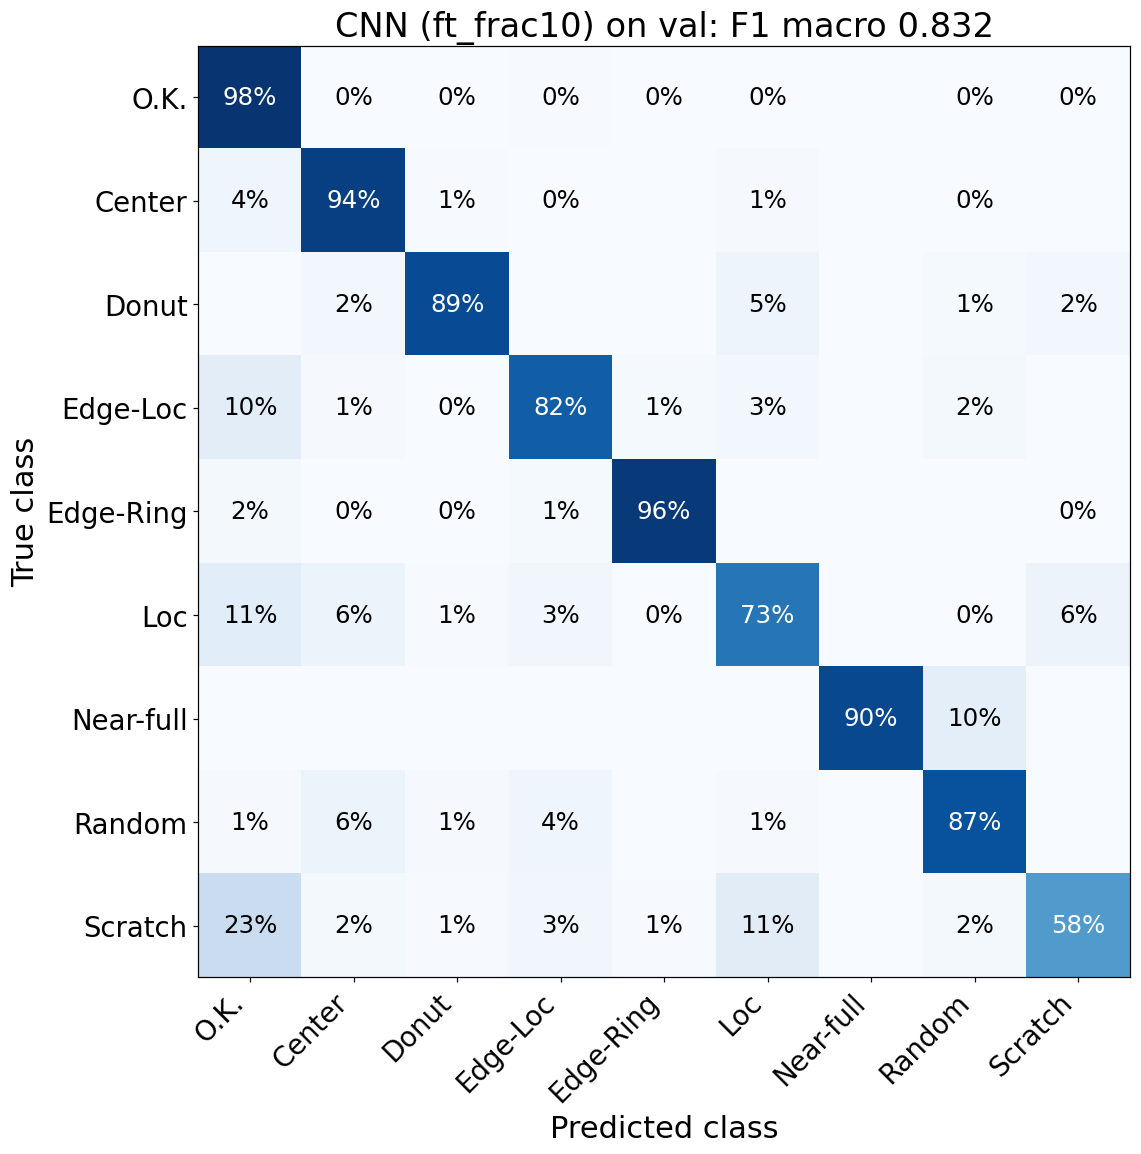 CNN (ft_frac10) on val: F1 macro 0.832
True class
O.K. 98% 0% 0% 0% 0% 0% 0% 0%
Center 4% 94% 1% 0% 1% 0%
Donut 2% 89% 5% 1% 2%
Edge-Loc 10% 1% 0% 82% 1% 3% 2%
Edge-Ring 2% 0% 0% 1% 96% 0%
Loc 11% 6% 1% 3% 0% 73% 0% 6%
Near-full 90% 10%
Random 1% 6% 1% 4% 1% 87%
Scratch 23% 2% 1% 3% 1% 11% 2% 58%
O.K. Center Donut Edge-Loc Edge-Ring Loc Near-full Random Scratch
Predicted class